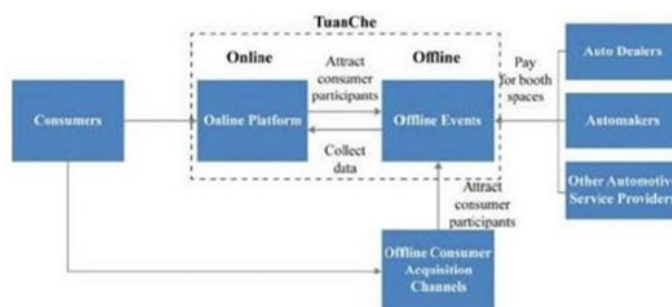 TuanChe
Online
Offline
Attract
consumer
participants
Pay
for booth
spaces
Auto Dealers
Consumers
Online Platform
Offline Events
Automakers
Collect
data
Attract
consumer
participants
Other Automotive
Service Providers
Offline Consumer
Acquisition
Channels